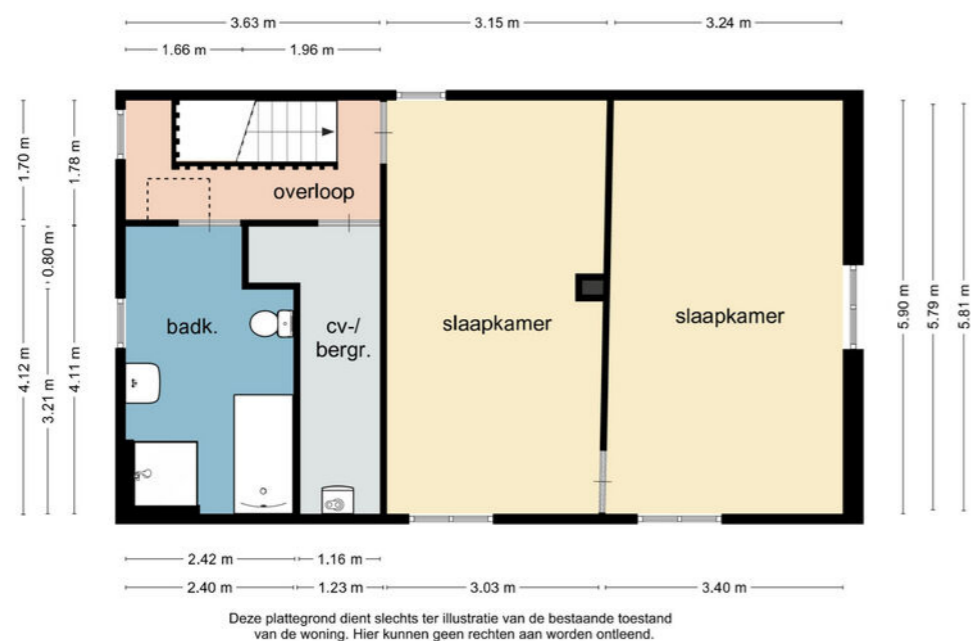 3.63 m
3.15 m
3.24 m
1.66 m
1.96 m
1.70 m
1.78 m
overloop
0.80 m
4.12 m
3.21 m
4.11 m
badk.
cv-/
bergr.
slaapkamer
slaapkamer
5.90 m
5.79 m
5.81 m
2.42 m
1.16 m
2.40 m
1.23 m
3.03 m
3.40 m
Deze plattegrond dient slechts ter illustratie van de bestaande toestand
van de woning. Hier kunnen geen rechten aan worden ontleend.